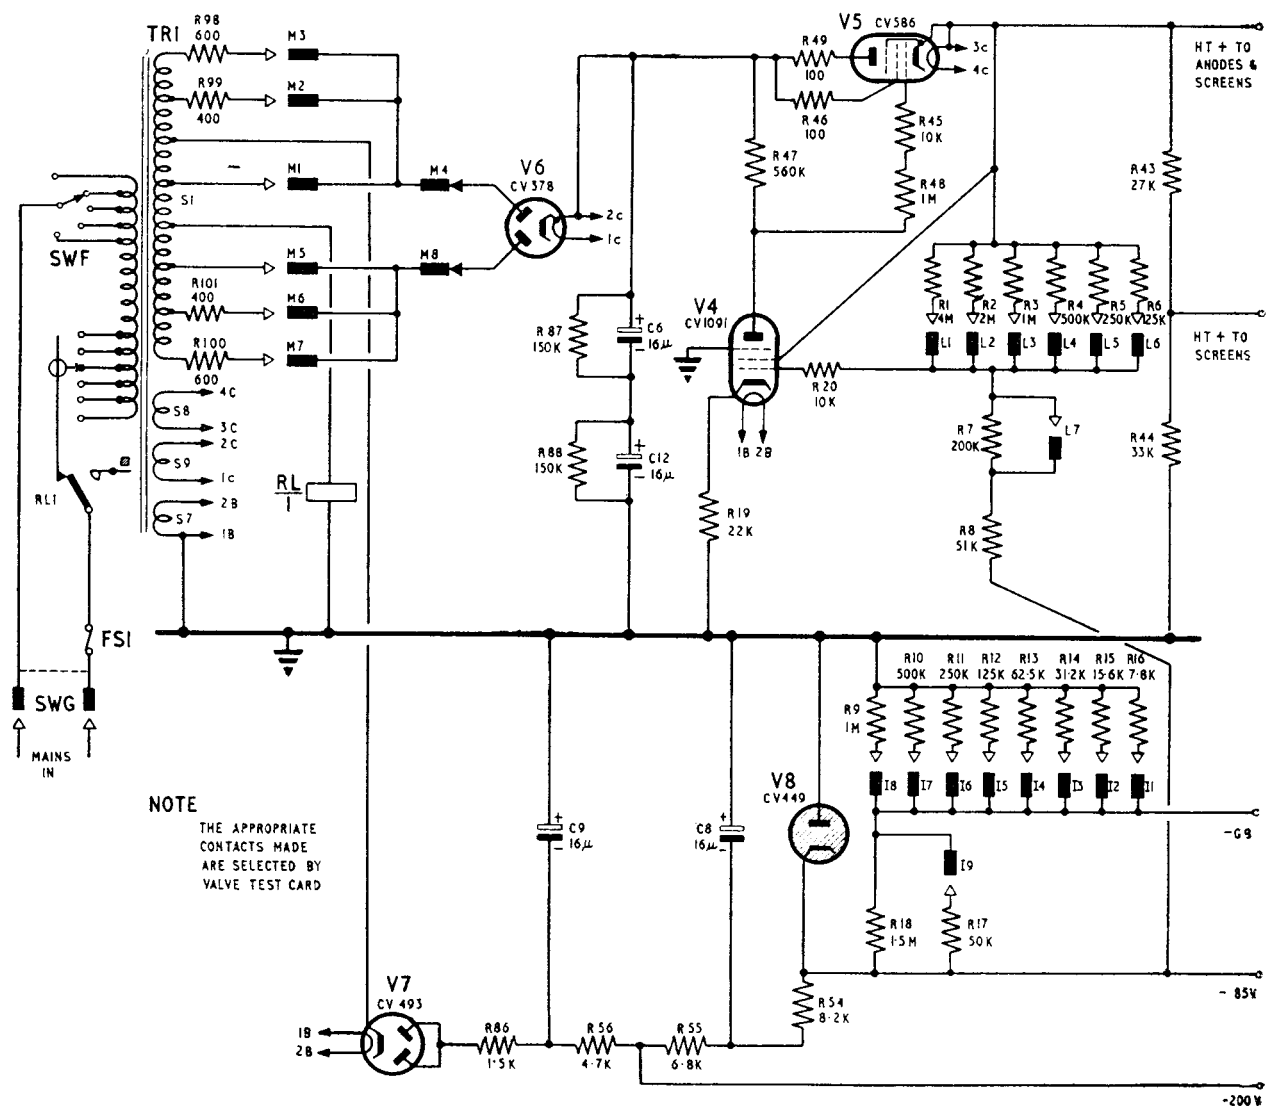 TR1
R98
600
M3
R99
400
M2
M1
S1
M4
V6
CV378
2C
1C
M5
M8
R101
400
M6
R100
600
M7
SWF
S8
4C
3C
S9
2C
1C
S7
2B
1B
RL1
RL
1
FS1
SWG
MAINS
IN
V5
CV586
3C
4C
R49
100
R46
100
R45
10K
R47
560K
R48
1M
HT + TO
ANODES &
SCREENS
R43
27K
R87
150K
C6
16μ
R88
150K
C12
16μ
V4
CV1091
1B 2B
R20
10K
R19
22K
R1
4M
R2
2M
R3
1M
R4
500K
R5
250K
R6
125K
L1
L2
L3
L4
L5
L6
HT + TO
SCREENS
R7
200K
L7
R44
33K
R8
51K
R10
500K
R11
250K
R12
125K
R13
62·5K
R14
31·2K
R15
15·6K
R16
7·8K
R9
1M
I8
I7
I6
I5
I4
I3
I2
I1
-GB
V8
CV449
I9
R18
1·5M
R17
50K
- 85V
C9
16μ
C8
16μ
NOTE
THE APPROPRIATE
CONTACTS MADE
ARE SELECTED BY
VALVE TEST CARD
V7
CV 493
1B
2B
R86
1·5K
R56
4·7K
R55
6·8K
R54
8·2K
-200V